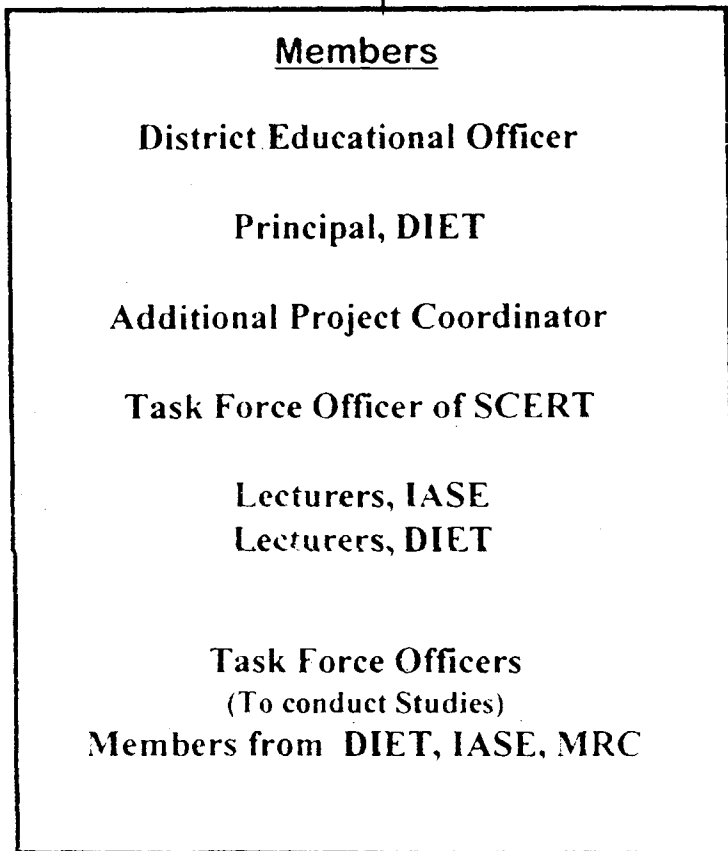 Members
District Educational Officer
Principal, DIET
Additional Project Coordinator
Task Force Officer of SCERT
Lecturers, IASE
Lecturers, DIET
Task Force Officers
(To conduct Studies)
Members from DIET, IASE, MRC